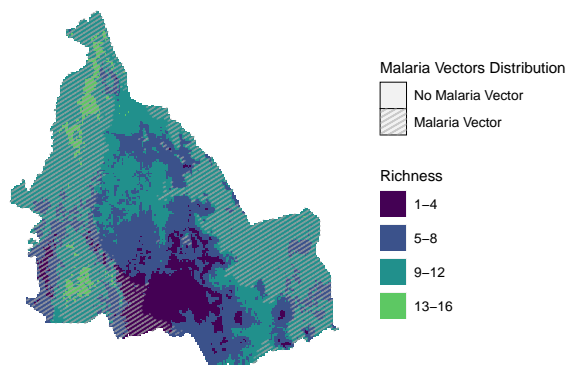 Malaria Vectors Distribution
No Malaria Vector
Malaria Vector
Richness
1–4
5–8
9–12
13–16